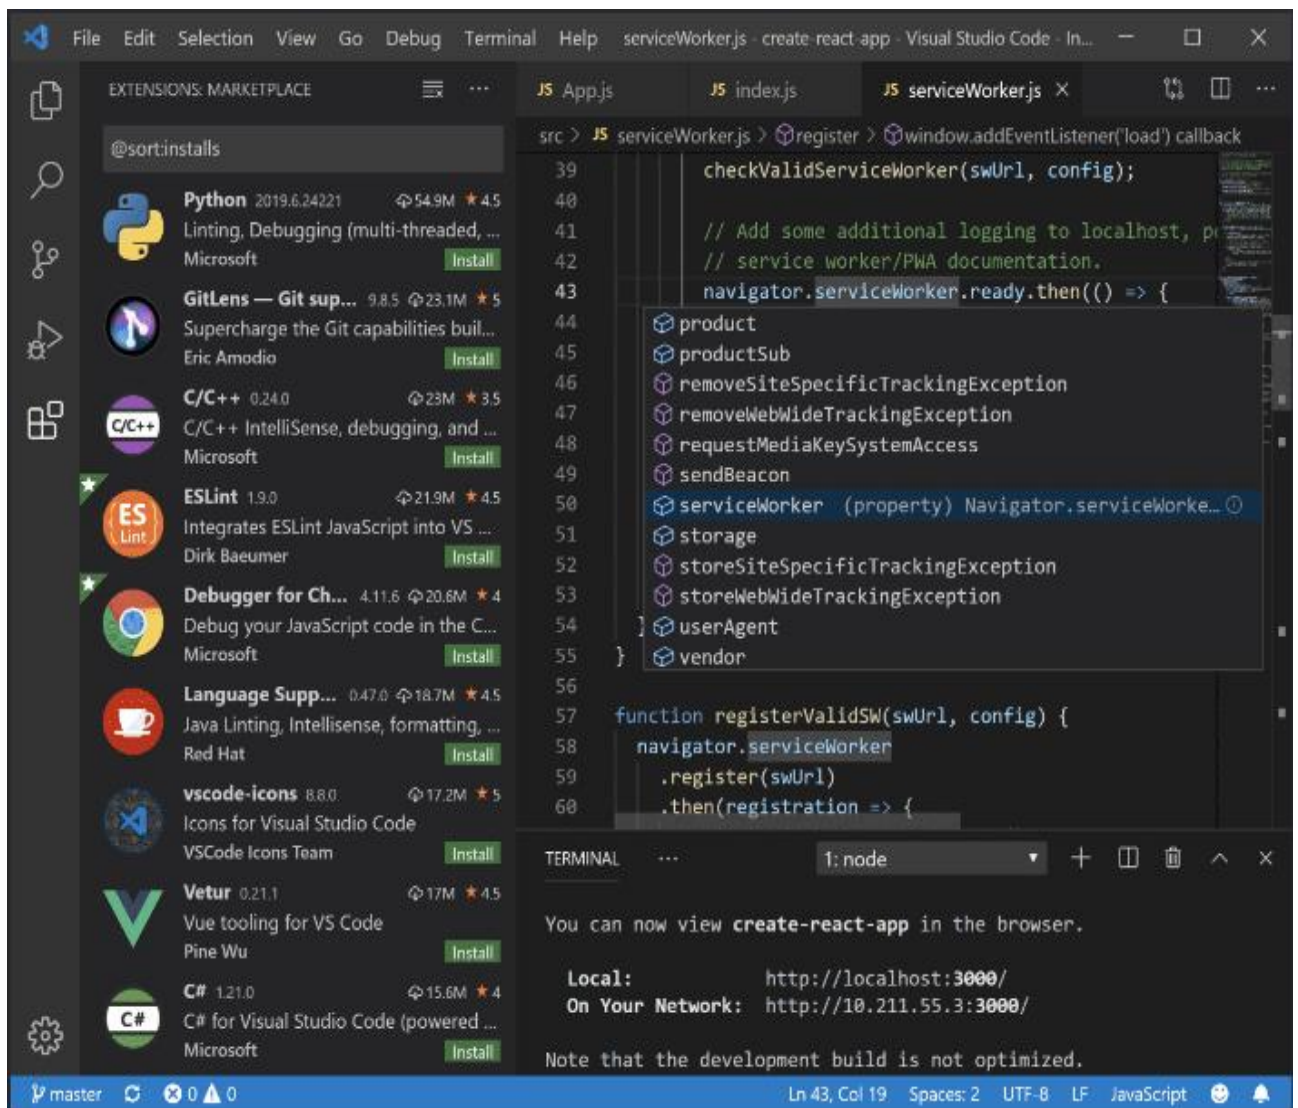 File Edit Selection View Go Debug Terminal Help serviceWorker.js - create-react-app - Visual Studio Code - In...
EXTENSIONS: MARKETPLACE
@sort:installs
Python 2019.6.24221 54.9M 4.5
Linting, Debugging (multi-threaded, ...
Microsoft Install
GitLens — Git sup... 9.8.5 23.1M 5
Supercharge the Git capabilities buil...
Eric Amodio Install
C/C++
C/C++ 0.24.0 23M 3.5
C/C++ IntelliSense, debugging, and ...
Microsoft Install
ES
Lint
ESLint 1.9.0 21.9M 4.5
Integrates ESLint JavaScript into VS ...
Dirk Baeumer Install
Debugger for Ch... 4.11.6 20.6M 4
Debug your JavaScript code in the C...
Microsoft Install
Language Supp... 0.47.0 18.7M 4.5
Java Linting, Intellisense, formatting, ...
Red Hat Install
vscode-icons 8.8.0 17.2M 5
Icons for Visual Studio Code
VSCode Icons Team Install
Vetur 0.21.1 17M 4.5
Vue tooling for VS Code
Pine Wu Install
C#
C# 1.21.0 15.6M 4
C# for Visual Studio Code (powered ...
Microsoft Install
JS App.js JS index.js JS serviceWorker.js
src > JS serviceWorker.js > register > window.addEventListener('load') callback
39 checkValidServiceWorker(swUrl, config);
40
41 // Add some additional logging to localhost,
42 // service worker/PWA documentation.
43 navigator.serviceWorker.ready.then(() => {
44 product
45 productSub
46 removeSiteSpecificTrackingException
47 removeWebWideTrackingException
48 requestMediaKeySystemAccess
49 sendBeacon
50 serviceWorker (property) Navigator.serviceWorke...
51 storage
52 storeSiteSpecificTrackingException
53 storeWebWideTrackingException
54 } userAgent
55 } vendor
56
57 function registerValidSW(swUrl, config) {
58 navigator.serviceWorker
59 .register(swUrl)
60 .then(registration => {
TERMINAL ... 1: node
You can now view create-react-app in the browser.
Local: http://localhost:3000/
On Your Network: http://10.211.55.3:3000/
Note that the development build is not optimized.
master 0 0 Ln 43, Col 19 Spaces: 2 UTF-8 LF JavaScript